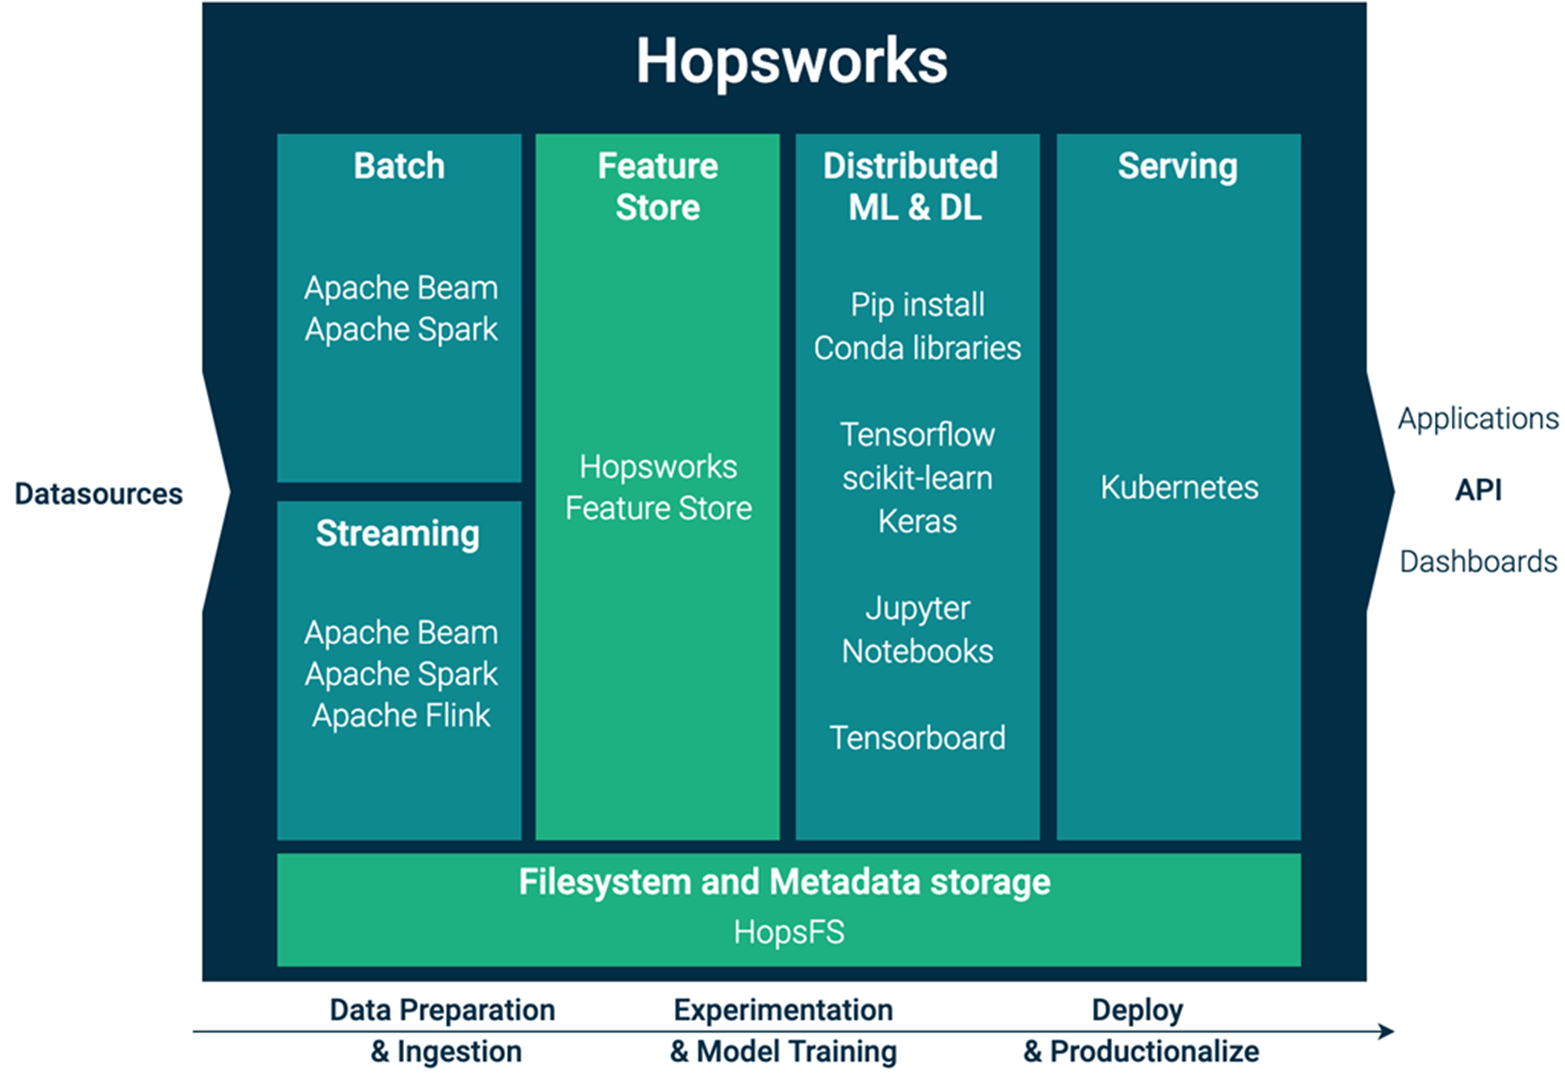 Hopsworks
Datasources
Batch
Apache Beam
Apache Spark
Streaming
Apache Beam
Apache Spark
Apache Flink
Feature
Store
Hopsworks
Feature Store
Distributed
ML & DL
Pip install
Conda libraries
Tensorflow
scikit-learn
Keras
Jupyter
Notebooks
Tensorboard
Serving
Kubernetes
Applications
API
Dashboards
Filesystem and Metadata storage
HopsFS
Data Preparation
& Ingestion
Experimentation
& Model Training
Deploy
& Productionalize